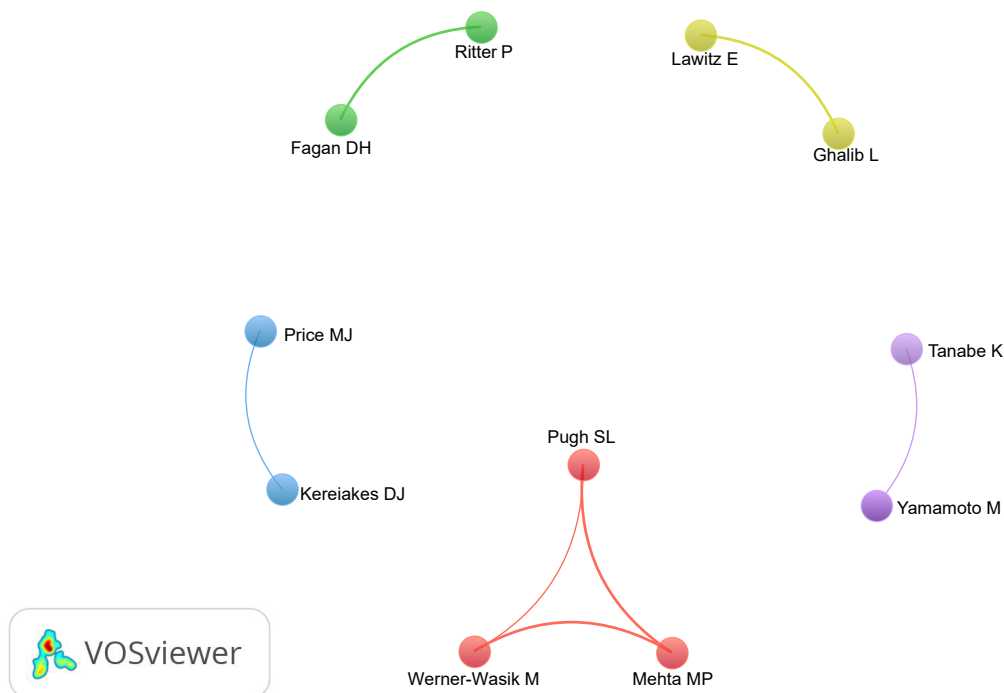 Ritter P
Lawitz E
Fagan DH
Ghalib L
Price MJ
Tanabe K
Pugh SL
Kereiakes DJ
Yamamoto M
VOSviewer
Werner-Wasik M
Mehta MP